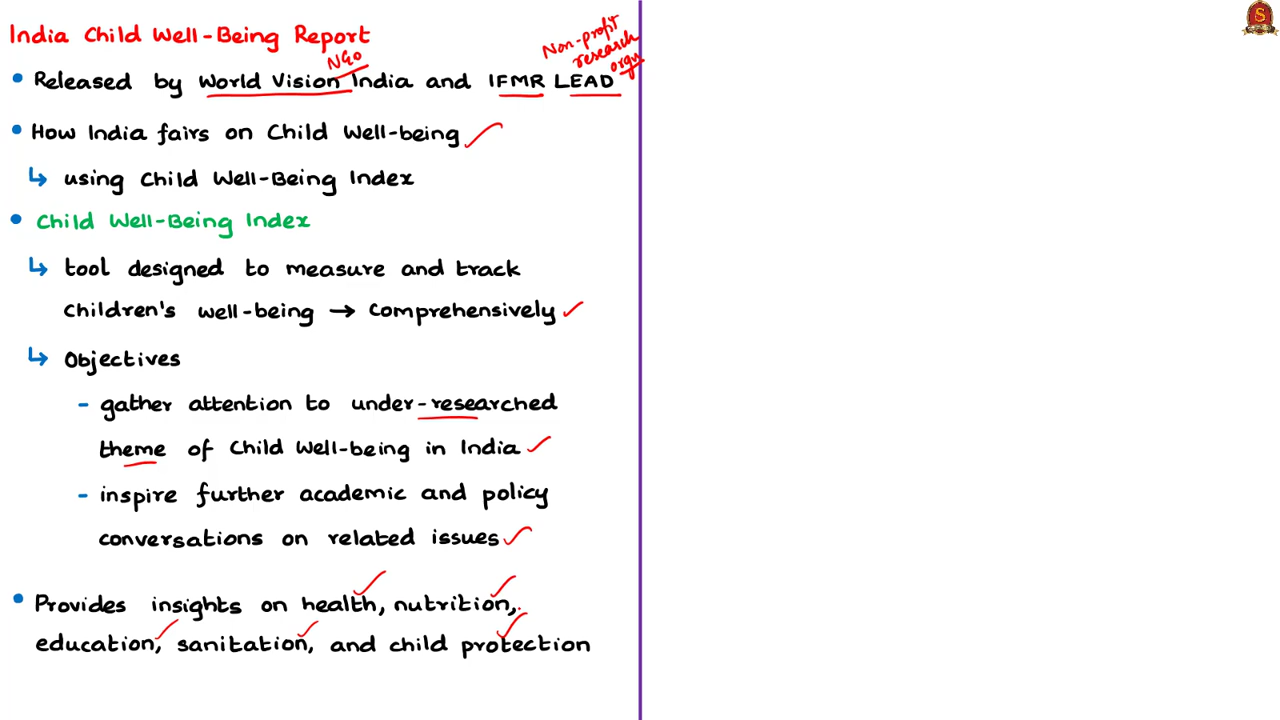 India Child Well-Being Report
Non-profit
research
orgn
NGO
• Released by World Vision India and IFMR LEAD
• How India fairs on Child Well-being
↳ using Child Well-Being Index
• Child Well-Being Index
↳ tool designed to measure and track
Children's well-being → Comprehensively
↳ Objectives
- gather attention to under-researched
theme of Child Well-being in India
- inspire further academic and policy
conversations on related issues
• Provides insights on health, nutrition,
education, sanitation, and child protection
S